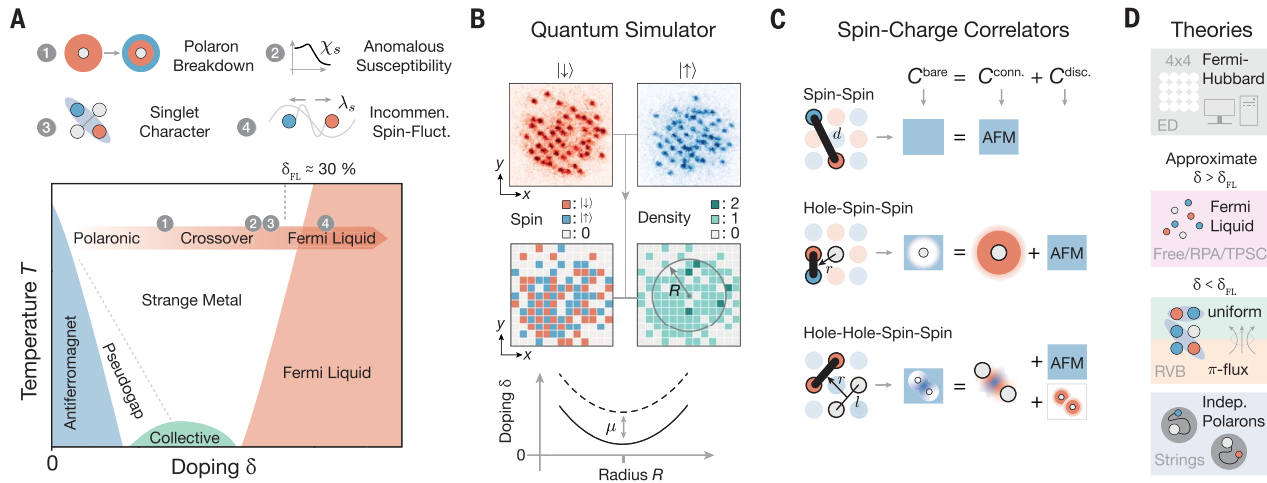 A
1
Polaron
Breakdown
2
χs
Anomalous
Susceptibility
3
Singlet
Character
4
λs
Incommen.
Spin-Fluct.
δFL ≈ 30 %
1
2
3
4
Polaronic
Crossover
Fermi Liquid
Strange Metal
Antiferromagnet
Pseudogap
Fermi Liquid
Collective
Temperature T
0
Doping δ
B
Quantum Simulator
|↓⟩
|↑⟩
y
x
Spin
: |↓⟩
: |↑⟩
: 0
Density
: 2
: 1
: 0
R
y
x
Doping δ
μ
0
Radius R
C
Spin-Charge Correlators
C^bare = C^conn. + C^disc.
Spin-Spin
d
=
AFM
Hole-Spin-Spin
r
=
+
AFM
Hole-Hole-Spin-Spin
r
l
=
+
AFM
+
D
Theories
4x4
Fermi-
Hubbard
ED
Approximate
δ > δFL
Fermi
Liquid
Free/RPA/TPSC
δ < δFL
uniform
RVB
π-flux
Indep.
Polarons
Strings